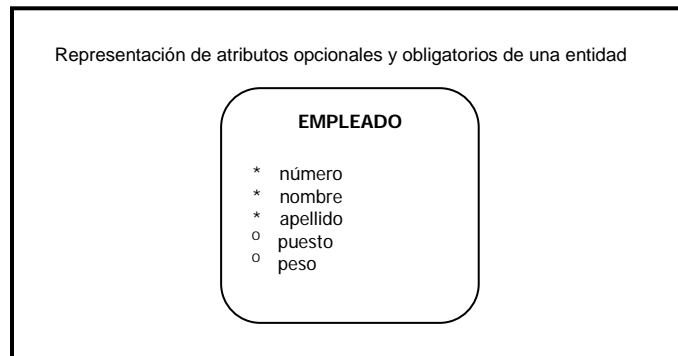 Representación de atributos opcionales y obligatorios de una entidad
EMPLEADO
* número
* nombre
* apellido
o puesto
o peso